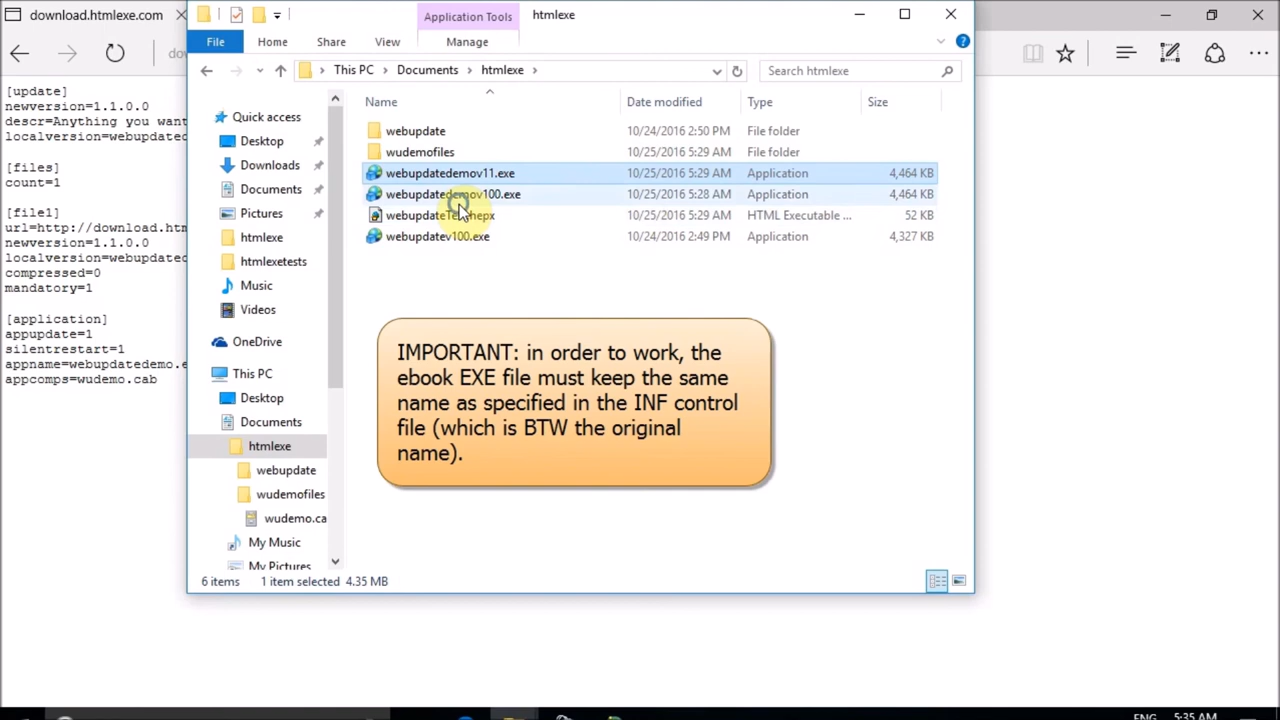 download.htmlexe.com
Application Tools
htmlexe
File
Home
Share
View
Manage
This PC
Documents
htmlexe
Search htmlexe
[update]
newversion=1.1.0.0
descr=Anything you want
localversion=webupdated
[files]
count=1
[file1]
url=http://download.htm
newversion=1.1.0.0
localversion=webupdated
compressed=0
mandatory=1
[application]
appupdate=1
silentrestart=1
appname=webupdatedemo.e
appcomps=wudemo.cab
Quick access
Desktop
Downloads
Documents
Pictures
htmlexe
htmlexetests
Music
Videos
OneDrive
This PC
Desktop
Documents
htmlexe
webupdate
wudemofiles
wudemo.ca
My Music
My Pictures
Name Date modified Type Size
webupdate 10/24/2016 2:50 PM File folder
wudemofiles 10/25/2016 5:29 AM File folder
webupdatedemov11.exe 10/25/2016 5:29 AM Application 4,464 KB
webupdatedemov100.exe 10/25/2016 5:28 AM Application 4,464 KB
10/25/2016 5:29 AM HTML Executable ... 52 KB
webupdatev100.exe 10/24/2016 2:49 PM Application 4,327 KB
IMPORTANT: in order to work, the
ebook EXE file must keep the same
name as specified in the INF control
file (which is BTW the original
name).
6 items 1 item selected 4.35 MB
ENG 5:35 AM